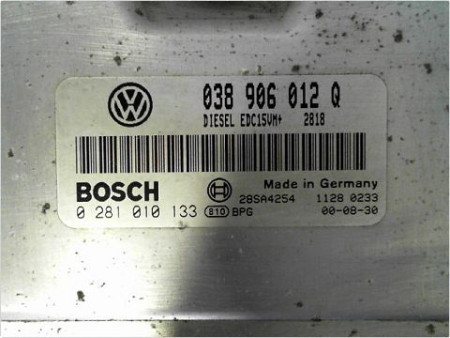 038 906 012 Q
DIESEL EDC15VM+ 2818
BOSCH
Made in Germany
28SA4254 1128 0233
0 281 010 133 810 BPG 00-08-30